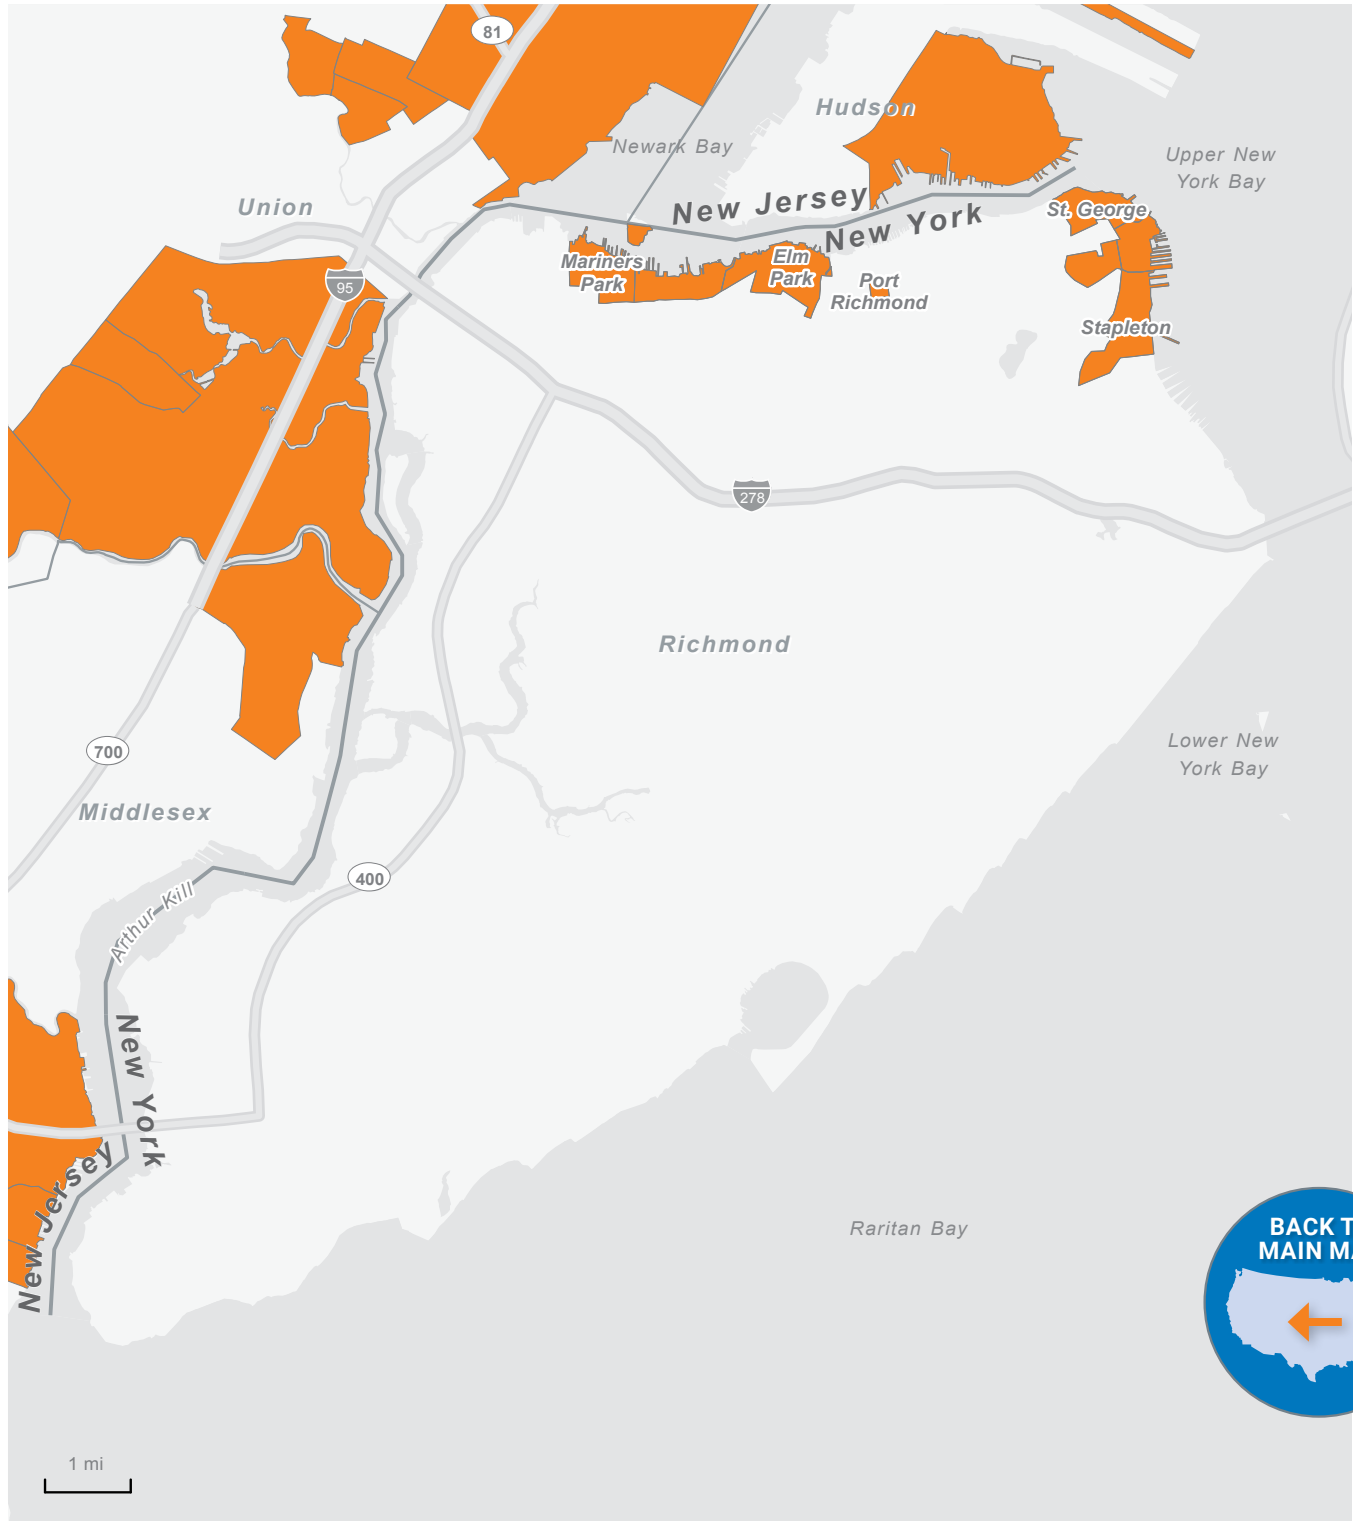 81
Hudson
Newark Bay
Upper New
York Bay
Union
New Jersey
New York
St. George
Mariners
Park
Elm
Park
Port
Richmond
95
Stapleton
278
Richmond
Lower New
York Bay
700
Middlesex
400
Arthur Kill
New York
New Jersey
Raritan Bay
BACK T
MAIN MA
1 mi